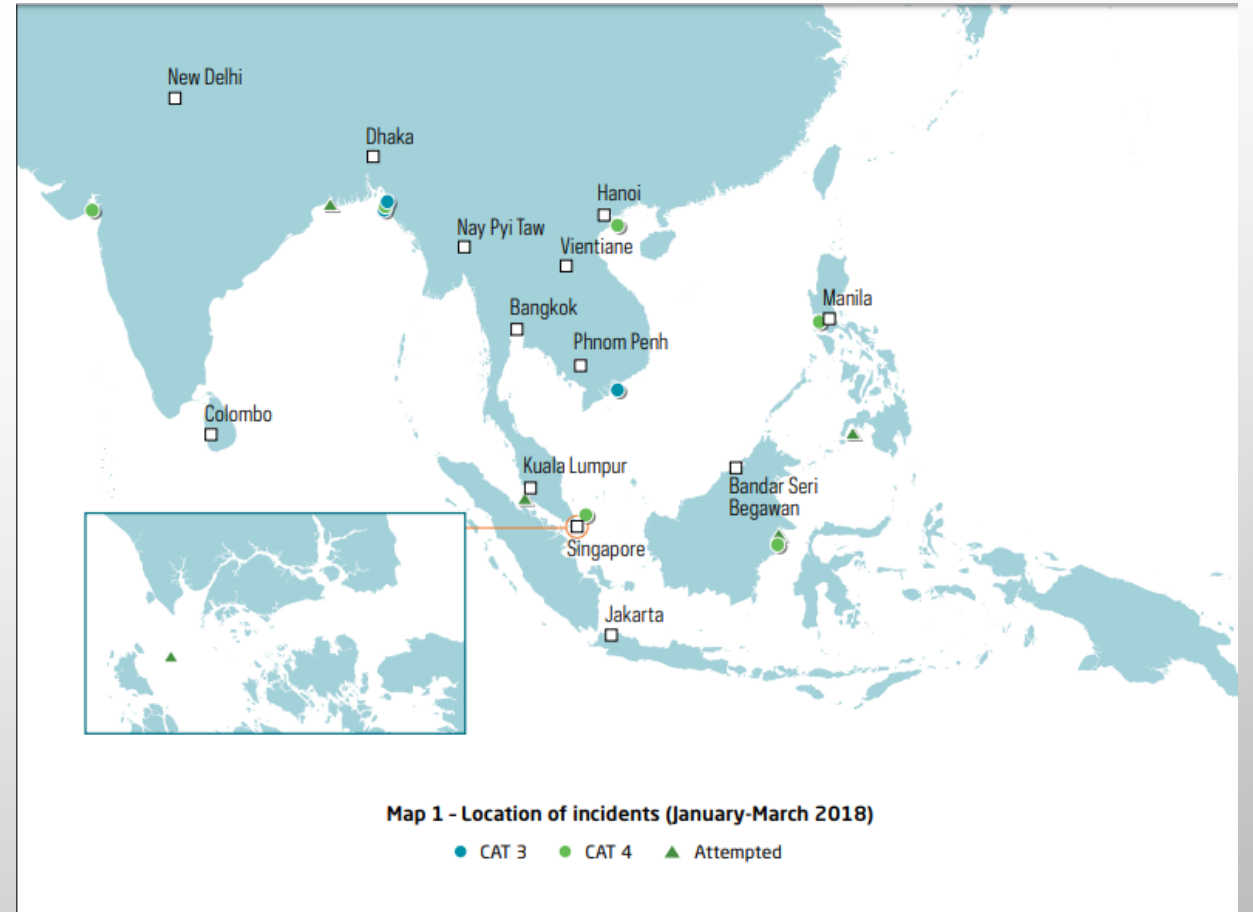 New Delhi
Dhaka
Hanoi
Nay Pyi Taw
Vientiane
Manila
Bangkok
Phnom Penh
Colombo
Kuala Lumpur
Bandar Seri
Begawan
Singapore
Jakarta
Map 1 – Location of incidents (January-March 2018)
CAT 3 CAT 4 Attempted